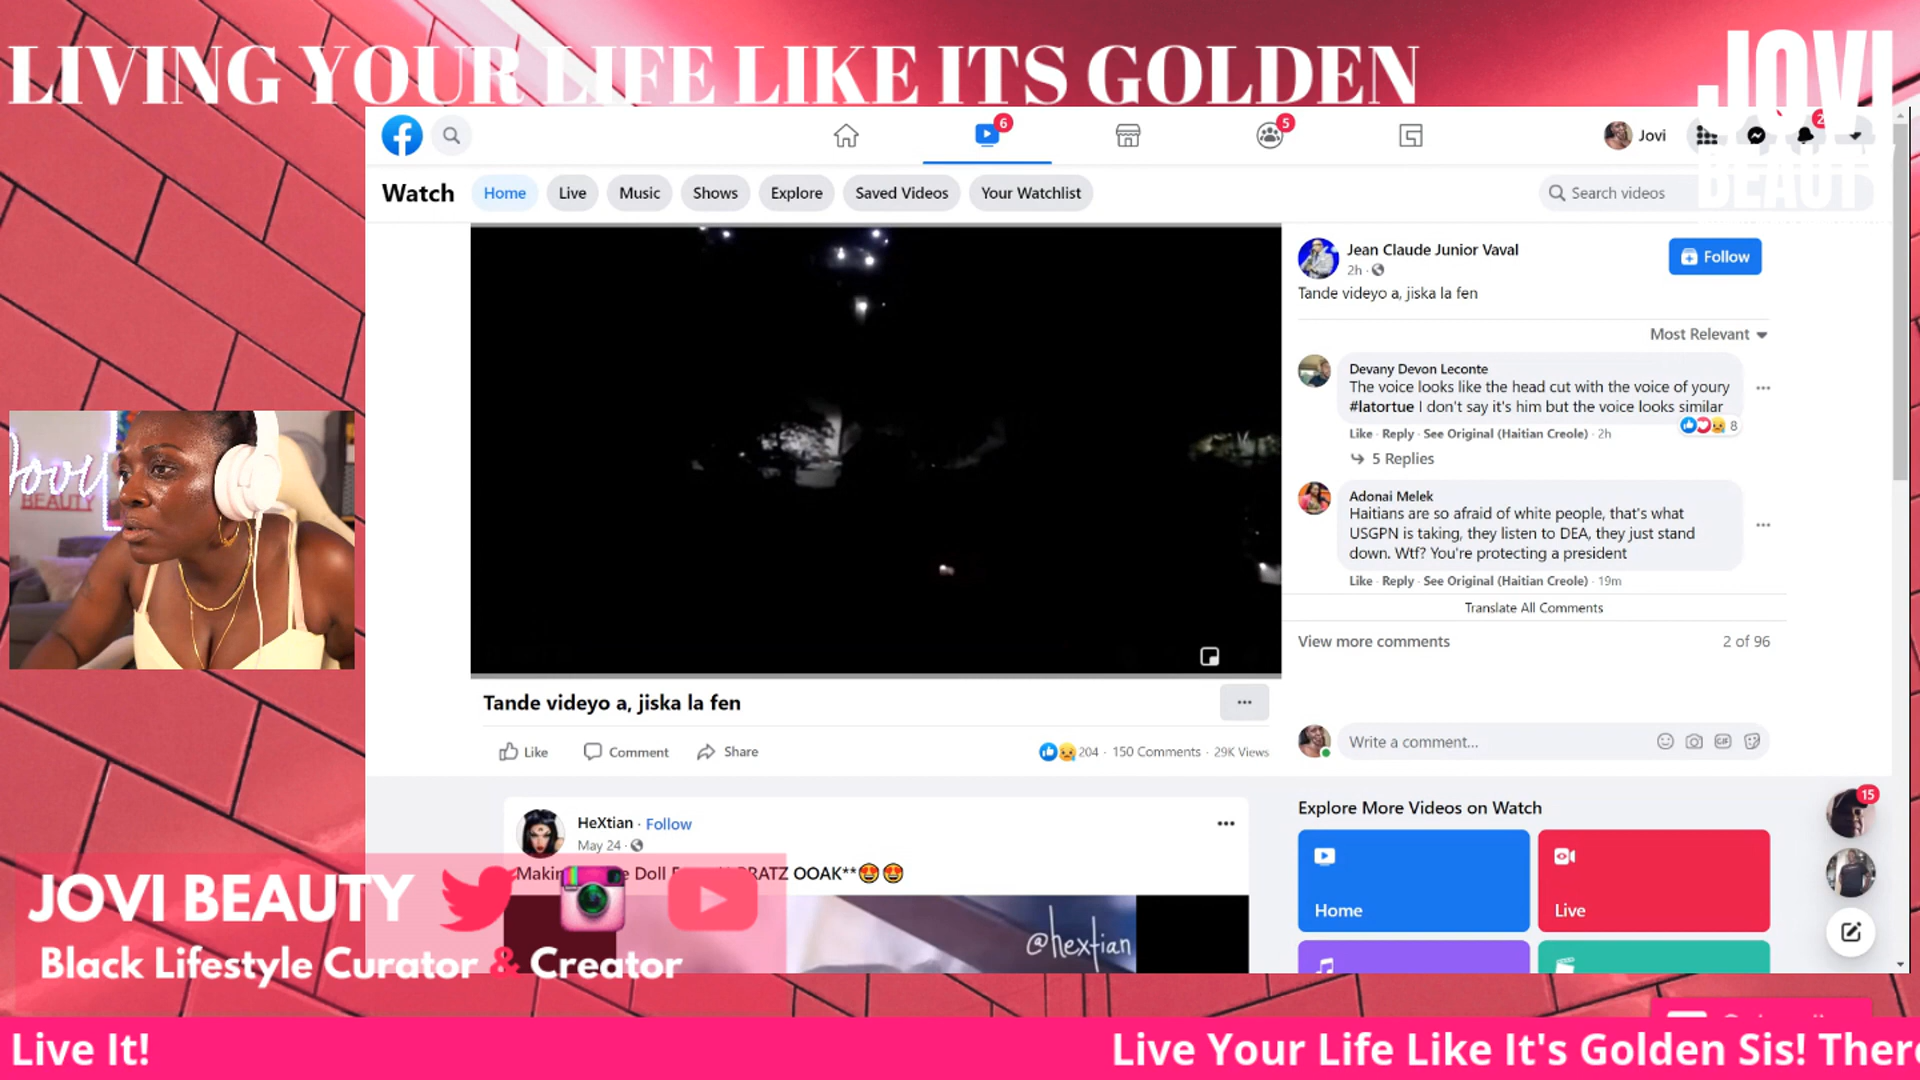 LIVING YOUR LIFE LIKE ITS GOLDEN
JOVI
BEAUTY
6
5
2
Jovi
Watch
Home
Live
Music
Shows
Explore
Saved Videos
Your Watchlist
Search videos
Jean Claude Junior Vaval
2h
Follow
Tande videyo a, jiska la fen
Most Relevant
Devany Devon Leconte
The voice looks like the head cut with the voice of youry
#latortue I don't say it's him but the voice looks similar
8
Like · Reply · See Original (Haitian Creole) · 2h
5 Replies
Adonai Melek
Haitians are so afraid of white people, that's what
USGPN is taking, they listen to DEA, they just stand
down. Wtf? You're protecting a president
Like · Reply · See Original (Haitian Creole) · 19m
Translate All Comments
View more comments
2 of 96
Write a comment...
GIF
Jovi
BEAUTY
Tande videyo a, jiska la fen
Like
Comment
Share
204 · 150 Comments · 29K Views
HeXtian · Follow
May 24
OOAK**
@hextian
Explore More Videos on Watch
Home
Live
15
JOVI BEAUTY
Black Lifestyle Curator & Creator
Live It!
Live Your Life Like It's Golden Sis!